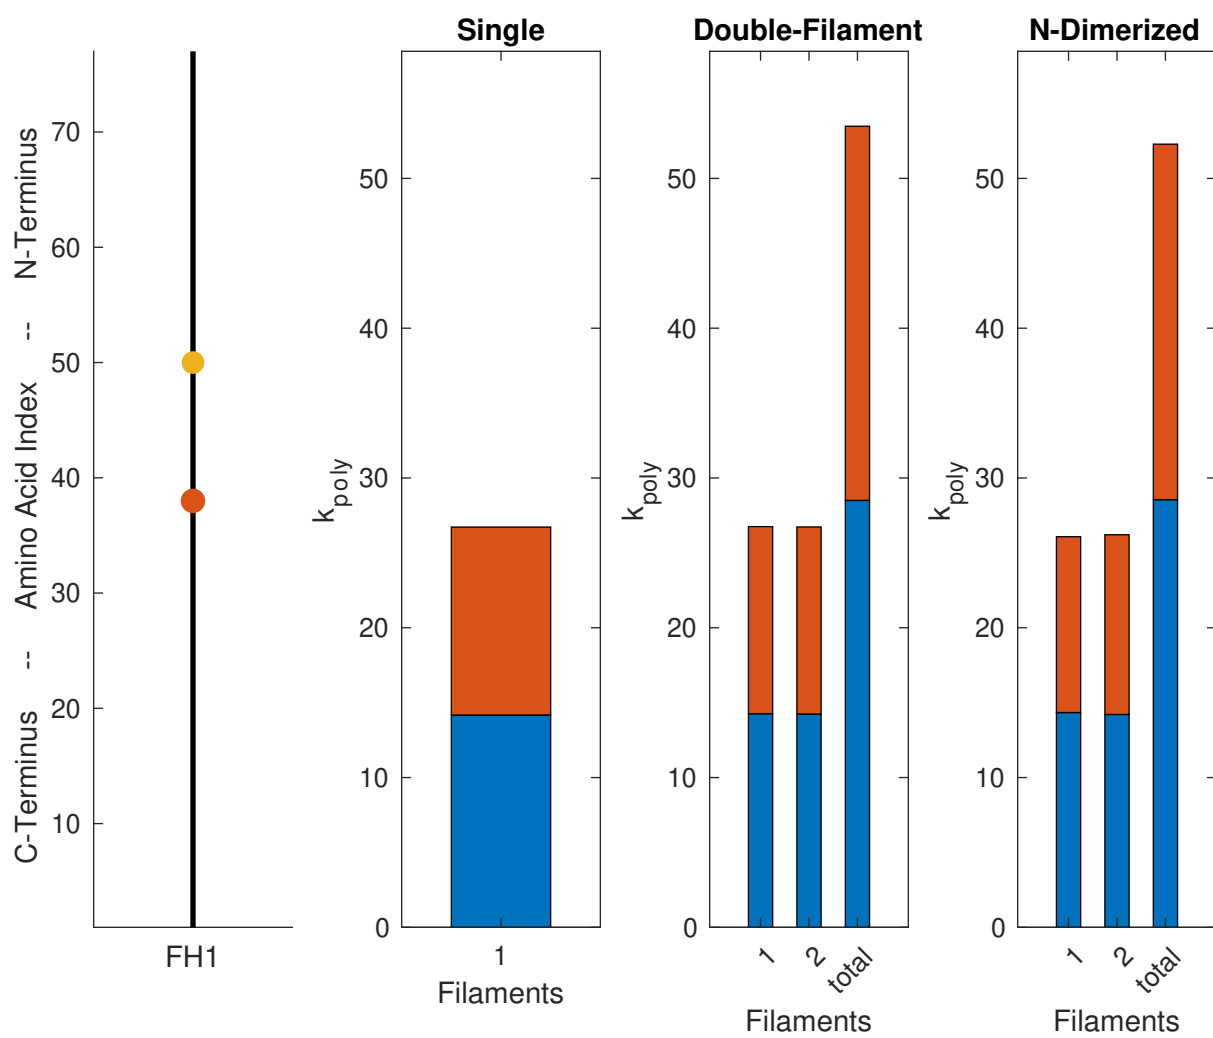 C-Terminus -- Amino Acid Index -- N-Terminus
70
60
50
40
30
20
10
FH1
Single
k_poly
50
40
30
20
10
0
1
Filaments
Double-Filament
k_poly
50
40
30
20
10
0
1
2
total
Filaments
N-Dimerized
k_poly
50
40
30
20
10
0
1
2
total
Filaments